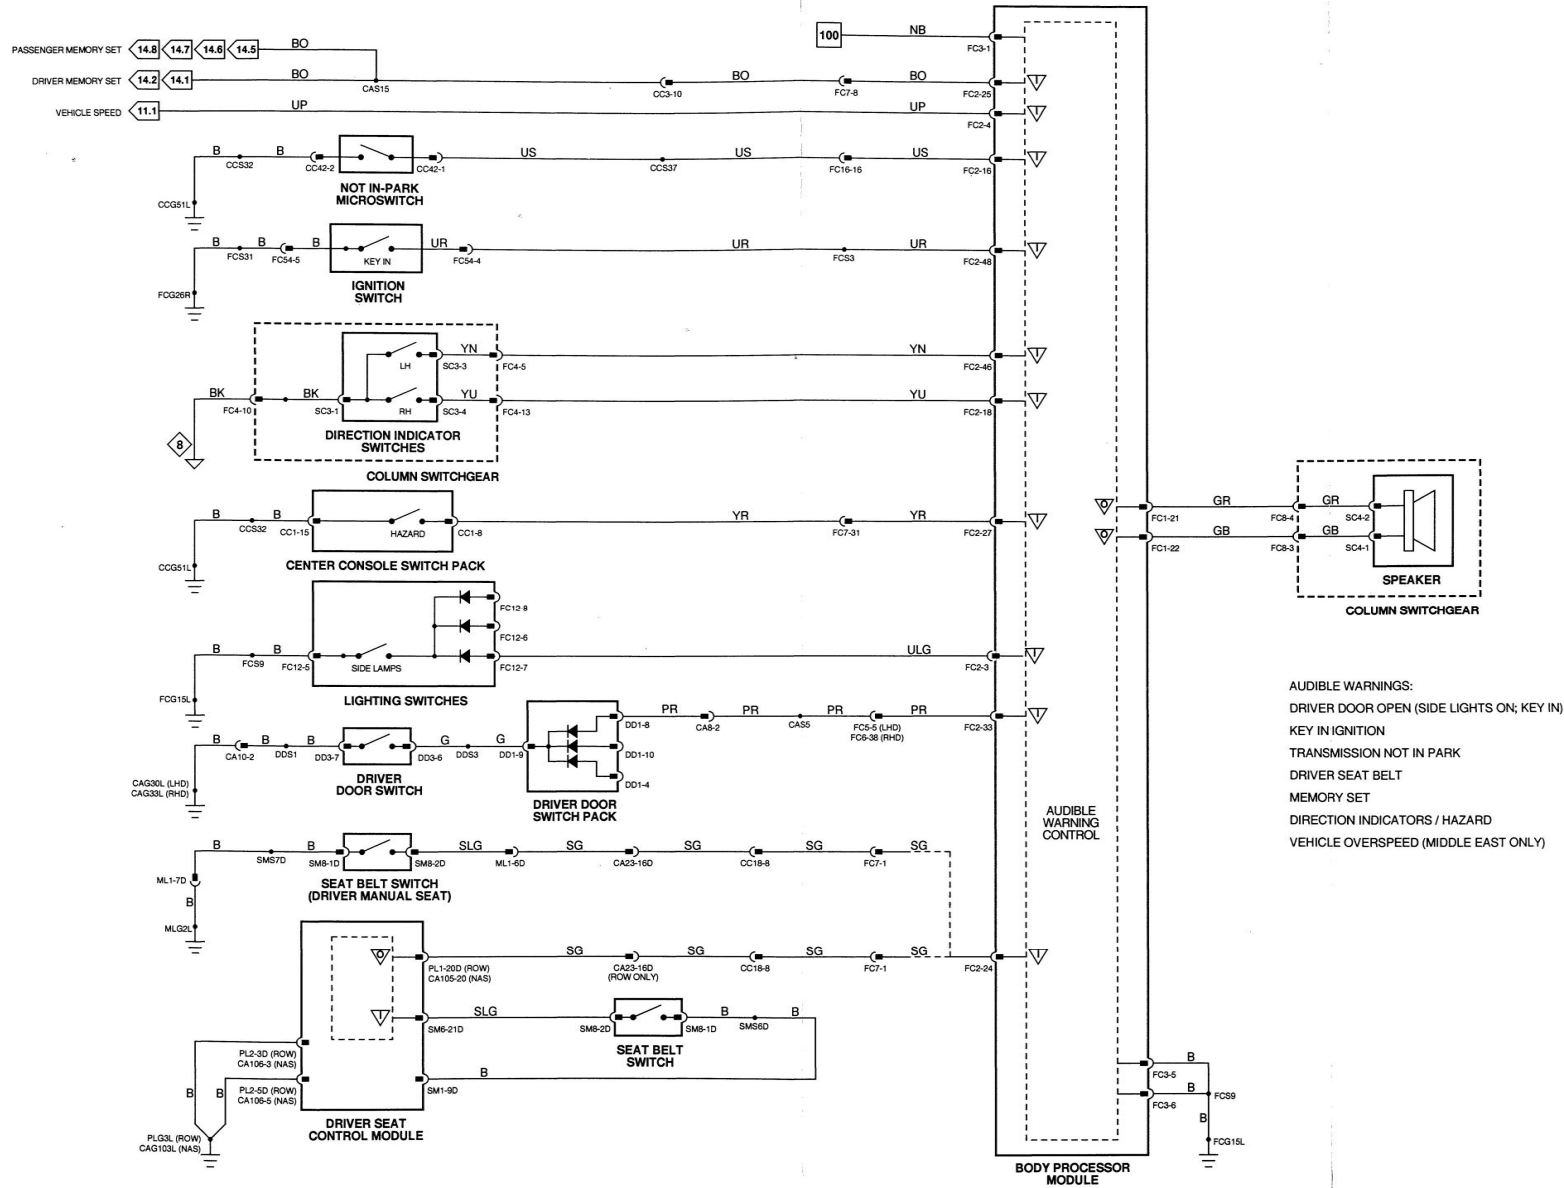 PASSENGER MEMORY SET 14.8 14.7 14.6 14.5 BO
100 NB FC3-1
DRIVER MEMORY SET 14.2 14.1 BO CAS15 CC3-10 BO FC7-8 BO FC2-25 I
VEHICLE SPEED 11.1 UP UP FC2-4 I
B CCS32 B CC42-2 CC42-1 US CCS37 US FC16-16 US FC2-16 I
NOT IN-PARK
MICROSWITCH
CCG51L
B FCS31 B FC54-5 B KEY IN UR FC54-4 UR FCS3 UR FC2-48 I
IGNITION
SWITCH
FCG26R
LH SC3-3 YN FC4-5 YN FC2-46 I
BK FC4-10 BK SC3-1 RH SC3-4 YU FC4-13 YU FC2-18 I
8
DIRECTION INDICATOR
SWITCHES
COLUMN SWITCHGEAR
B CCS32 B CC1-15 HAZARD CC1-8 YR FC7-31 YR FC2-27 I
CCG51L
CENTER CONSOLE SWITCH PACK
O FC1-21 GR FC8-4 GR SC4-2
O FC1-22 GB FC8-3 GB SC4-1
SPEAKER
COLUMN SWITCHGEAR
FC12-8
FC12-6
B FCS9 B FC12-5 SIDE LAMPS FC12-7 ULG FC2-3 I
FCG15L
LIGHTING SWITCHES
DD1-8 PR CA8-2 PR CAS5 PR FC5-5 (LHD) PR FC2-33 I
FC6-38 (RHD)
B CA10-2 B DDS1 B DD3-7 DD3-6 G DDS3 G DD1-9 DD1-10
DD1-4
CAG30L (LHD)
CAG33L (RHD)
DRIVER
DOOR SWITCH
DRIVER DOOR
SWITCH PACK
AUDIBLE
WARNING
CONTROL
AUDIBLE WARNINGS:
DRIVER DOOR OPEN (SIDE LIGHTS ON; KEY IN)
KEY IN IGNITION
TRANSMISSION NOT IN PARK
DRIVER SEAT BELT
MEMORY SET
DIRECTION INDICATORS / HAZARD
VEHICLE OVERSPEED (MIDDLE EAST ONLY)
B SMS7D B SM8-1D SM8-2D SLG ML1-6D SG CA23-16D SG CC18-8 SG FC7-1 SG
ML1-7D
B
MLG2L
SEAT BELT SWITCH
(DRIVER MANUAL SEAT)
O PL1-20D (ROW) SG CA23-16D SG CC18-8 SG FC7-1 SG FC2-24 I
CA105-20 (NAS) (ROW ONLY)
I SM6-21D SLG SM8-2D SM8-1D B SMS6D B
SEAT BELT
SWITCH
PL2-3D (ROW)
CA106-3 (NAS)
B B PL2-5D (ROW) SM1-9D B
CA106-5 (NAS)
PLG3L (ROW)
CAG103L (NAS)
DRIVER SEAT
CONTROL MODULE
FC3-5 B
FC3-6 B FCS9
B
FCG15L
BODY PROCESSOR
MODULE